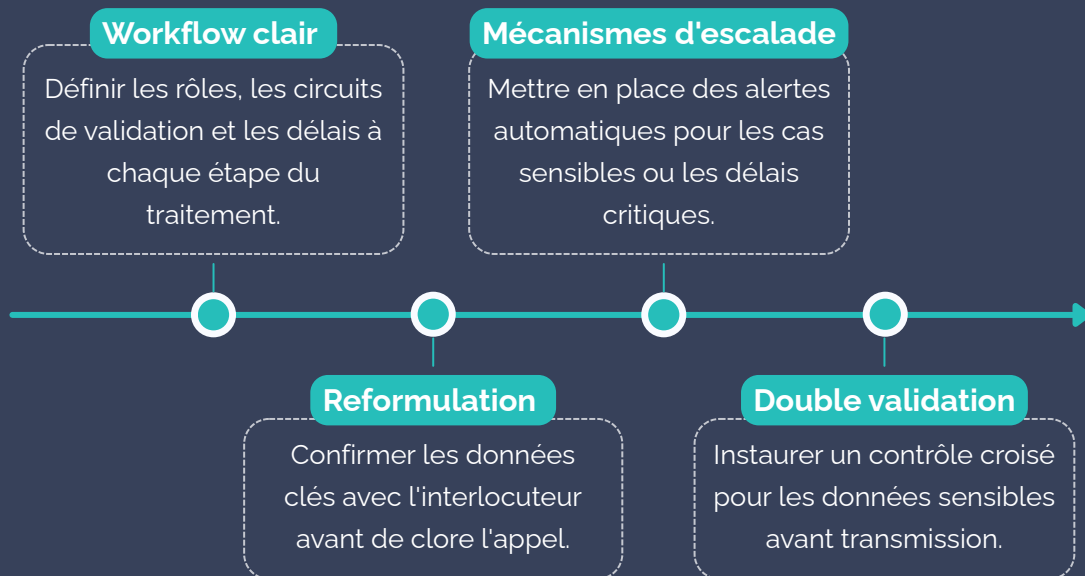 Workflow clair
Définir les rôles, les circuits
de validation et les délais à
chaque étape du
traitement.
Mécanismes d'escalade
Mettre en place des alertes
automatiques pour les cas
sensibles ou les délais
critiques.
Reformulation
Confirmer les données
clés avec l'interlocuteur
avant de clore l'appel.
Double validation
Instaurer un contrôle croisé
pour les données sensibles
avant transmission.